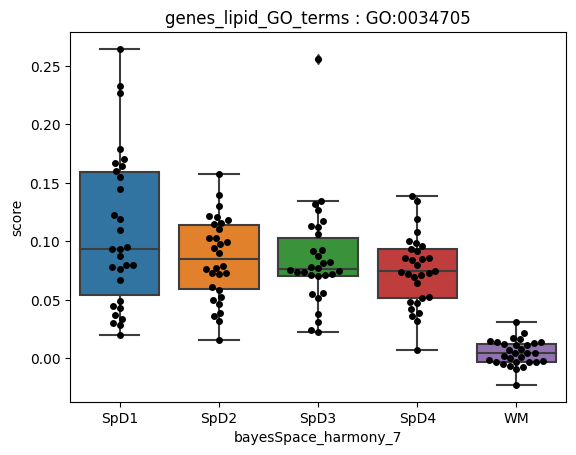 genes_lipid_GO_terms : GO:0034705
score
0.25
0.20
0.15
0.10
0.05
0.00
SpD1 SpD2 SpD3 SpD4 WM
bayesSpace_harmony_7